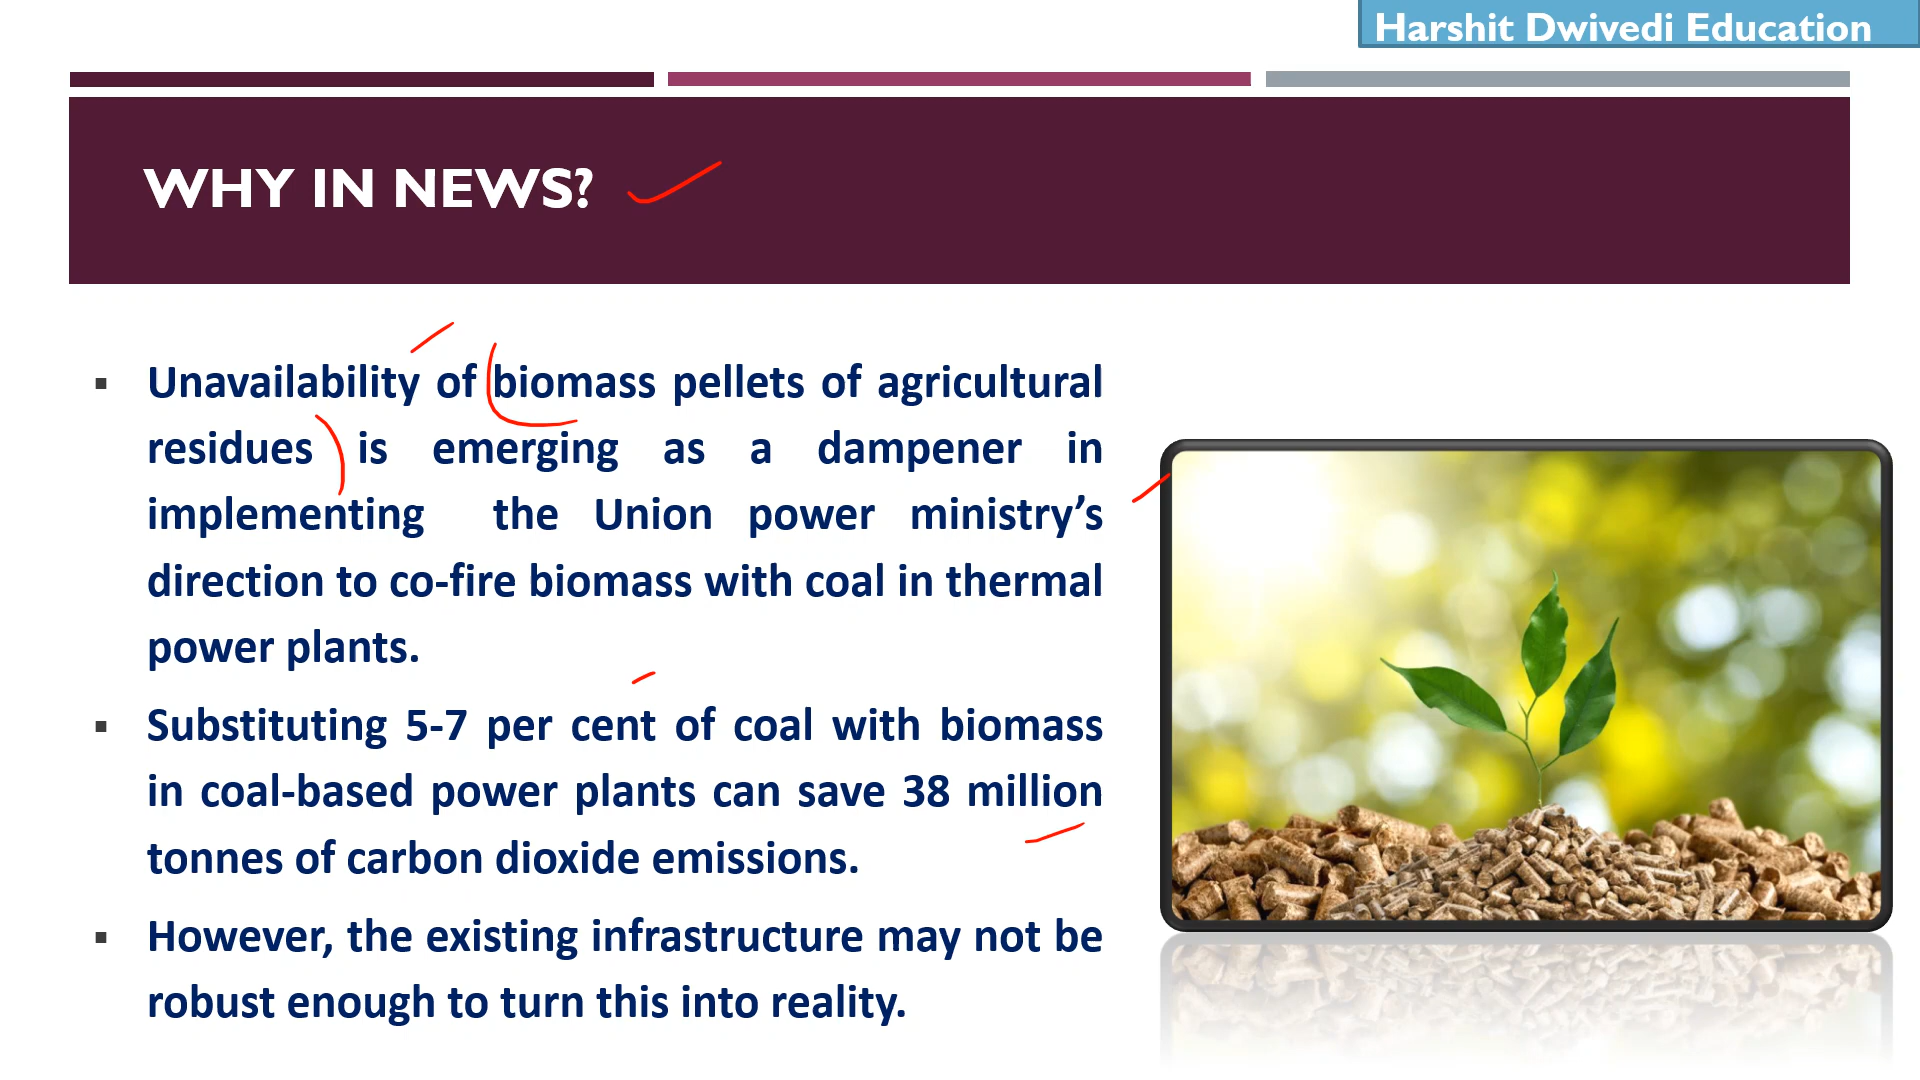 Harshit Dwivedi Education
WHY IN NEWS?
▪ Unavailability of biomass pellets of agricultural
residues is emerging as a dampener in
implementing the Union power ministry’s
direction to co-fire biomass with coal in thermal
power plants.
▪ Substituting 5-7 per cent of coal with biomass
in coal-based power plants can save 38 million
tonnes of carbon dioxide emissions.
▪ However, the existing infrastructure may not be
robust enough to turn this into reality.